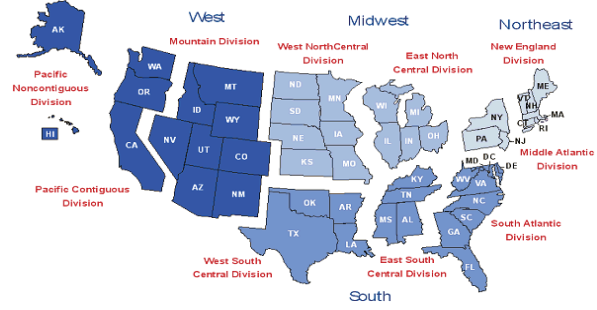 West
Midwest
Northeast
AK
Mountain Division
West NorthCentral
Division
East North
Central Division
New England
Division
Pacific
Noncontiguous
Division
WA
OR
MT
ID
WY
ND
SD
NE
KS
MN
IA
MO
WI
MI
IL
IN
OH
ME
VT
NH
NY
MA
CT
RI
PA
NJ
HI
CA
NV
UT
CO
AZ
NM
MD
DC
DE
Middle Atlantic
Division
Pacific Contiguous
Division
OK
AR
TX
LA
KY
TN
MS
AL
WV
VA
NC
SC
GA
FL
South Atlantic
Division
West South
Central Division
East South
Central Division
South